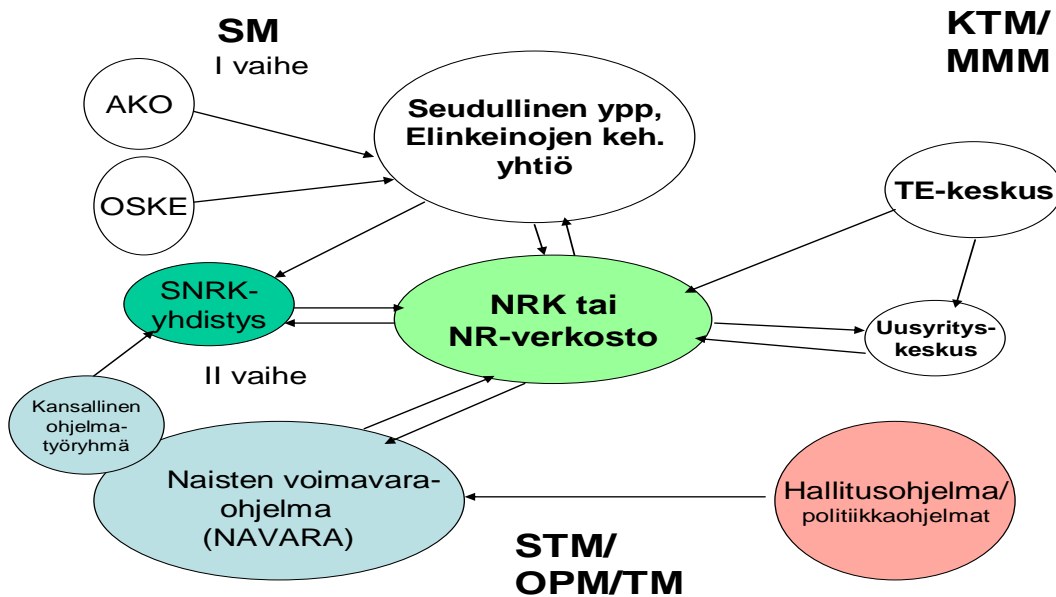 SM
I vaihe
KTM/
MMM
AKO
OSKE
Seudullinen ypp,
Elinkeinojen keh.
yhtiö
TE-keskus
SNRK-
yhdistys
NRK tai
NR-verkosto
Uusyritys-
keskus
II vaihe
Kansallinen
ohjelma-
työryhmä
Naisten voimavara-
ohjelma
(NAVARA)
Hallitusohjelma/
politiikkaohjelmat
STM/
OPM/TM